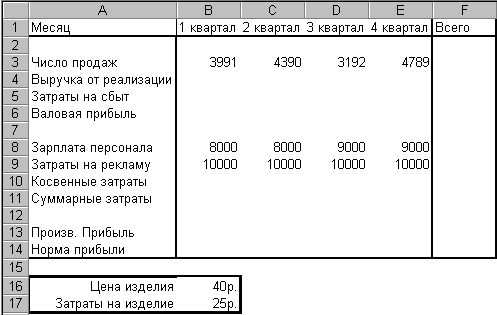 A B C D E F
1 Месяц 1 квартал 2 квартал 3 квартал 4 квартал Всего
2
3 Число продаж 3991 4390 3192 4789
4 Выручка от реализации
5 Затраты на сбыт
6 Валовая прибыль
7
8 Зарплата персонала 8000 8000 9000 9000
9 Затраты на рекламу 10000 10000 10000 10000
10 Косвенные затраты
11 Суммарные затраты
12
13 Произв. Прибыль
14 Норма прибыли
15
16 Цена изделия 40р.
17 Затраты на изделие 25р.